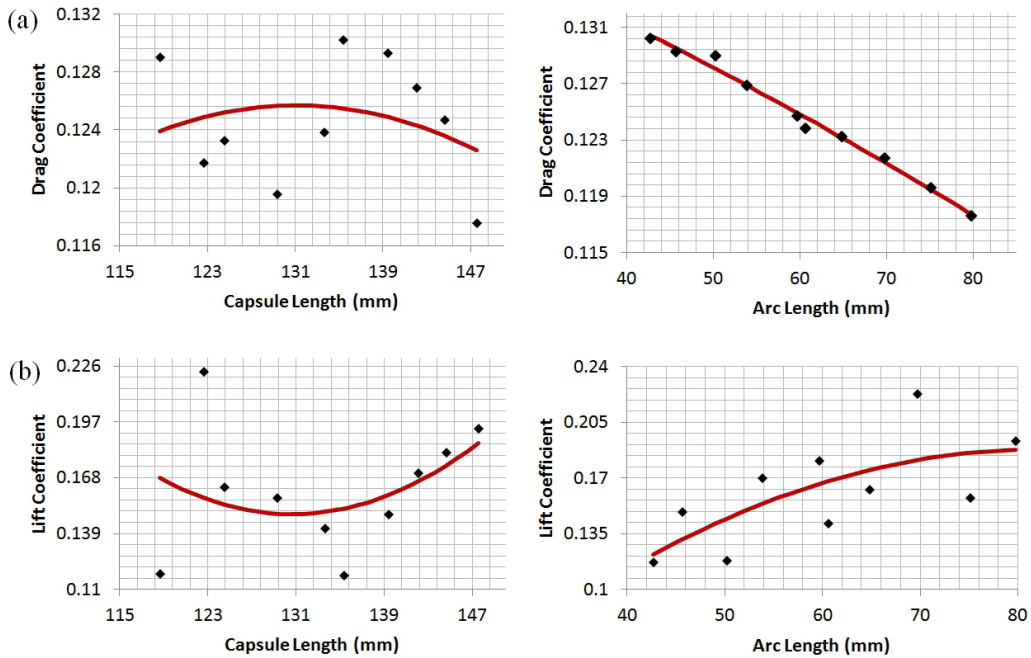 (a)
0.132
0.128
0.124
0.12
0.116
Drag Coefficient
115 123 131 139 147
Capsule Length (mm)
0.131
0.127
0.123
0.119
0.115
Drag Coefficient
40 50 60 70 80
Arc Length (mm)
(b)
0.226
0.197
0.168
0.139
0.11
Lift Coefficient
115 123 131 139 147
Capsule Length (mm)
0.24
0.205
0.17
0.135
0.1
Lift Coefficient
40 50 60 70 80
Arc Length (mm)